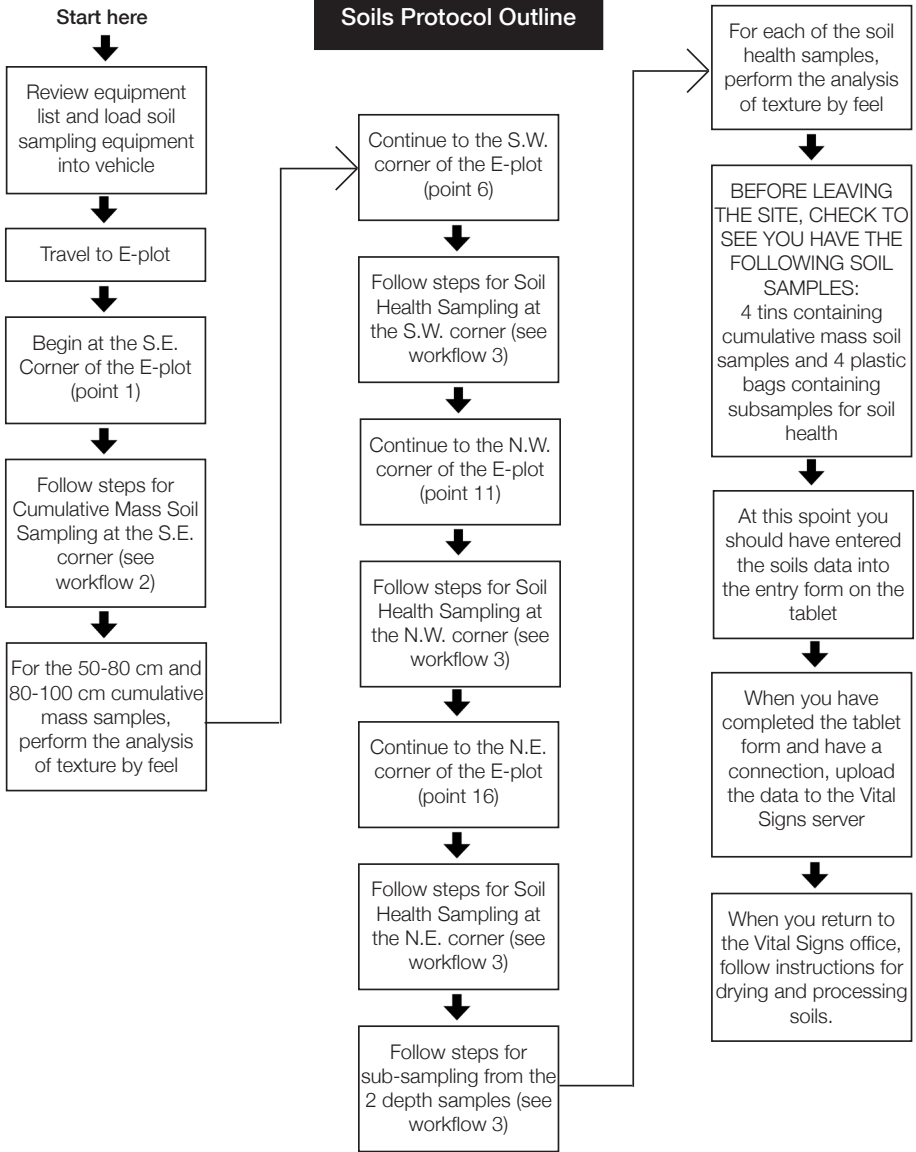 Soils Protocol Outline
Start here
Review equipment
list and load soil
sampling equipment
into vehicle
Travel to E-plot
Begin at the S.E.
Corner of the E-plot
(point 1)
Follow steps for
Cumulative Mass Soil
Sampling at the S.E.
corner (see
workflow 2)
For the 50-80 cm and
80-100 cm cumulative
mass samples,
perform the analysis
of texture by feel
Continue to the S.W.
corner of the E-plot
(point 6)
Follow steps for Soil
Health Sampling at
the S.W. corner (see
workflow 3)
Continue to the N.W.
corner of the E-plot
(point 11)
Follow steps for Soil
Health Sampling at
the N.W. corner (see
workflow 3)
Continue to the N.E.
corner of the E-plot
(point 16)
Follow steps for Soil
Health Sampling at
the N.E. corner (see
workflow 3)
Follow steps for
sub-sampling from the
2 depth samples (see
workflow 3)
For each of the soil
health samples,
perform the analysis
of texture by feel
BEFORE LEAVING
THE SITE, CHECK TO
SEE YOU HAVE THE
FOLLOWING SOIL
SAMPLES:
4 tins containing
cumulative mass soil
samples and 4 plastic
bags containing
subsamples for soil
health
At this spoint you
should have entered
the soils data into
the entry form on the
tablet
When you have
completed the tablet
form and have a
connection, upload
the data to the Vital
Signs server
When you return to
the Vital Signs office,
follow instructions for
drying and processing
soils.